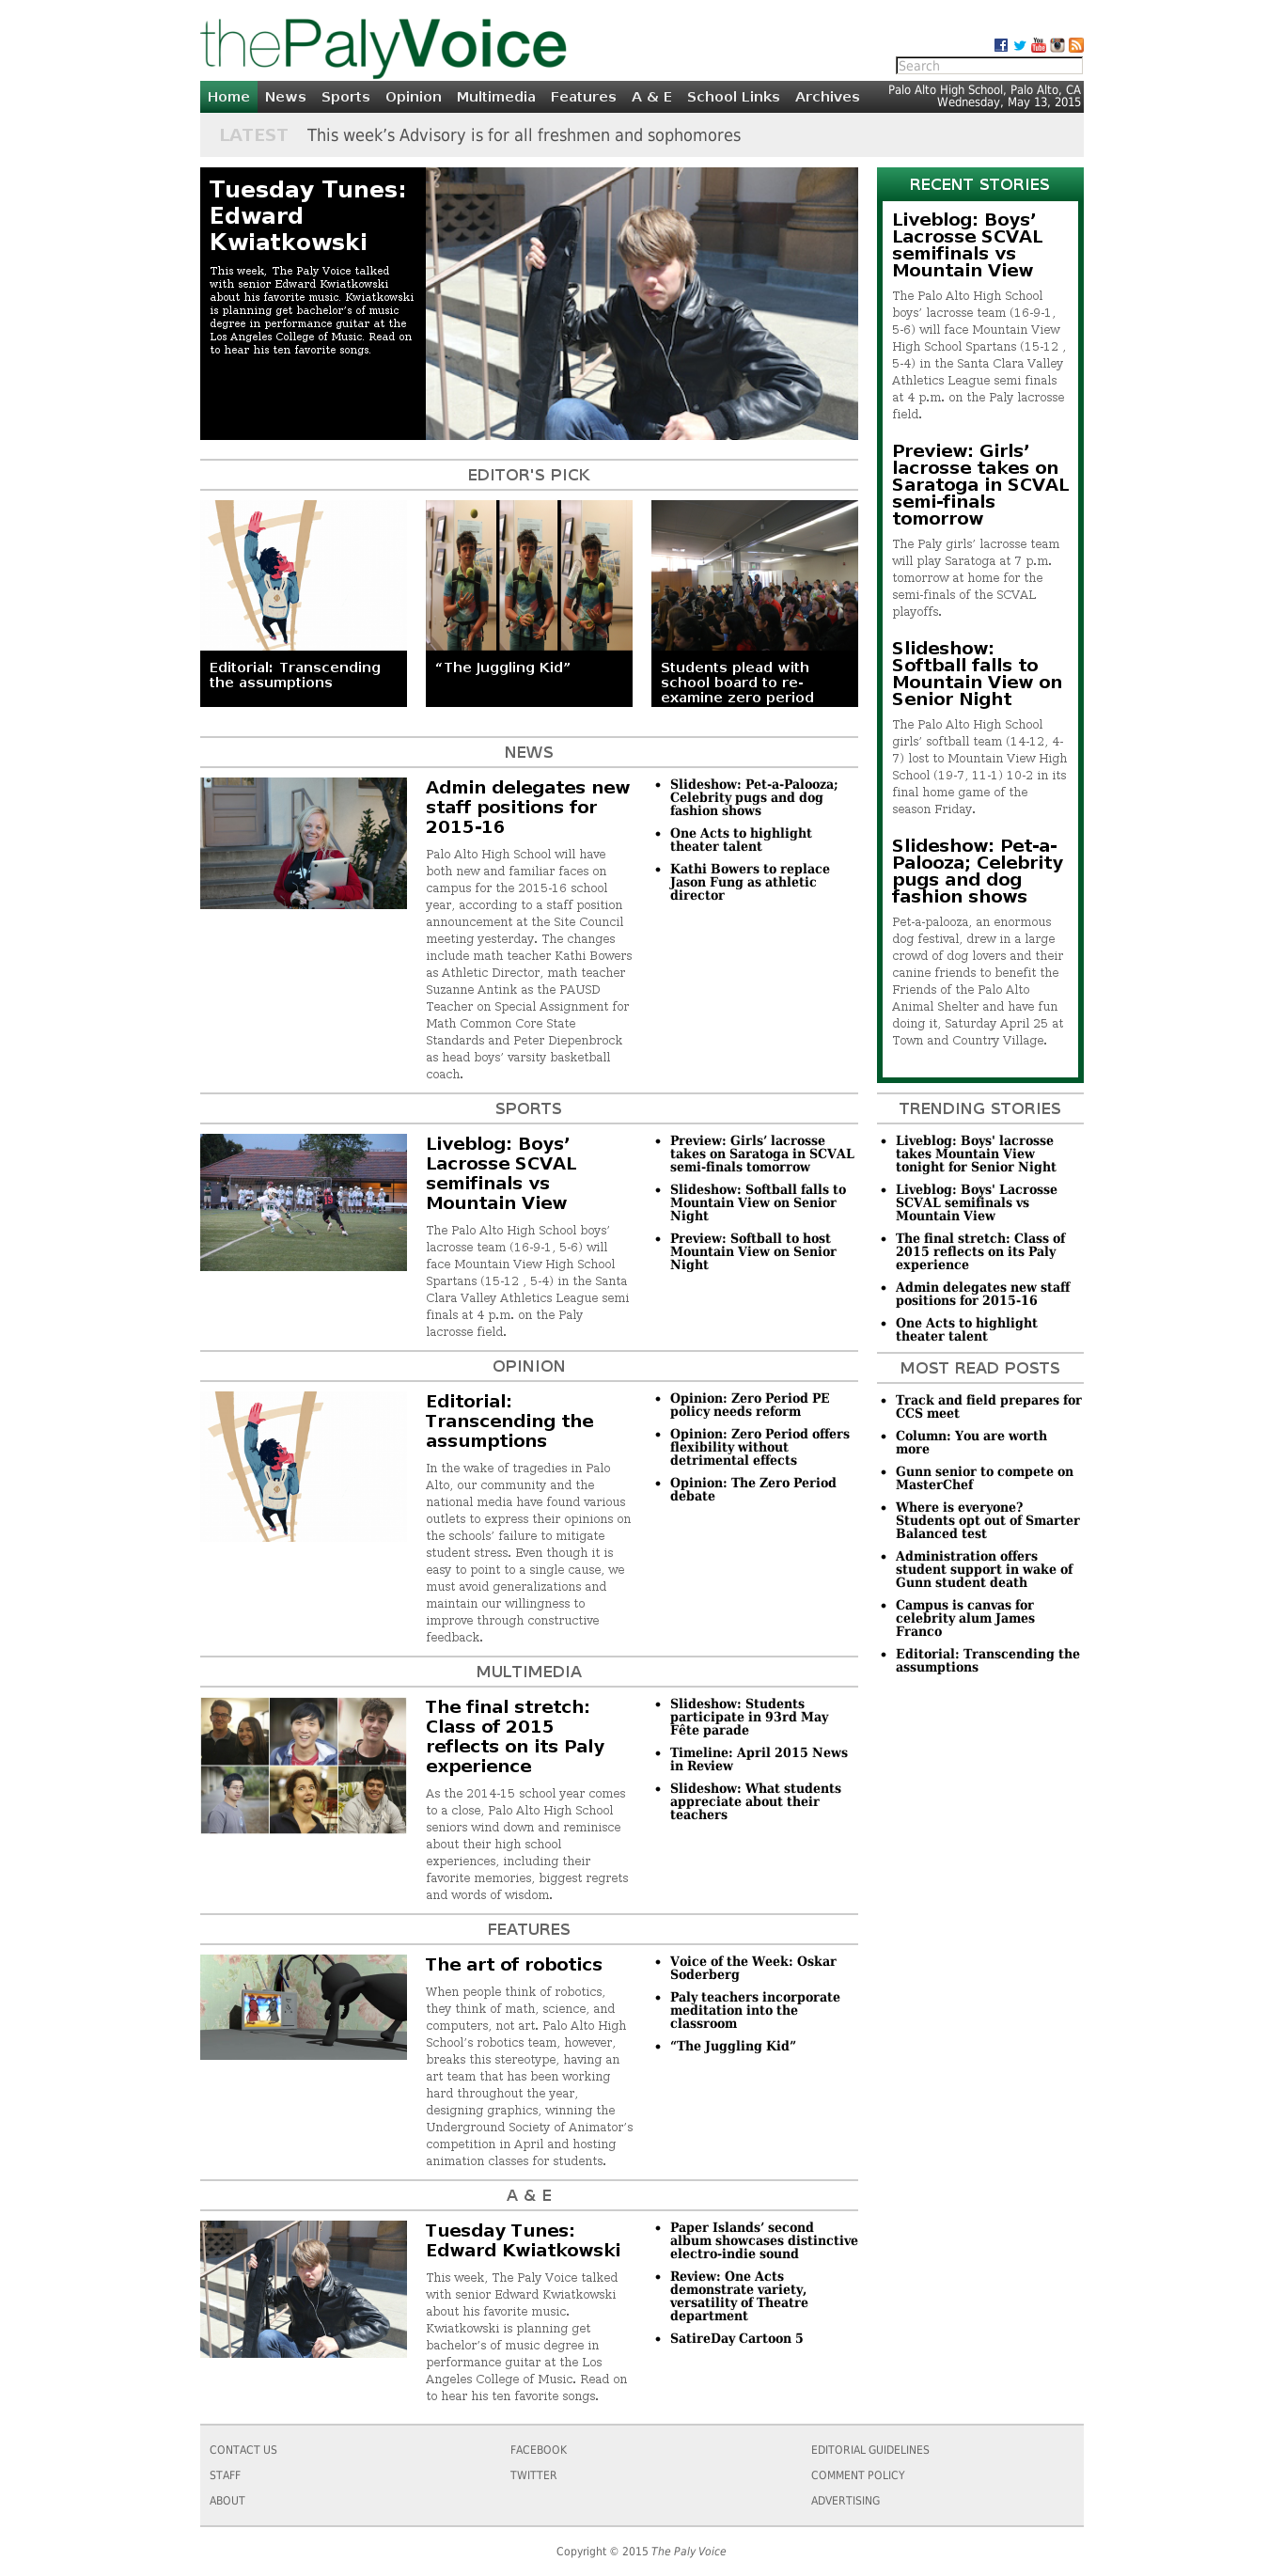 thePalyVoice
Search
Home News Sports Opinion Multimedia Features A & E School Links Archives
Palo Alto High School, Palo Alto, CA
Wednesday, May 13, 2015
LATEST This week’s Advisory is for all freshmen and sophomores
Tuesday Tunes:
Edward
Kwiatkowski
This week, The Paly Voice talked
with senior Edward Kwiatkowski
about his favorite music. Kwiatkowski
is planning get bachelor’s of music
degree in performance guitar at the
Los Angeles College of Music. Read on
to hear his ten favorite songs.
EDITOR'S PICK
Editorial: Transcending
the assumptions
“The Juggling Kid”
Students plead with
school board to re-
examine zero period
NEWS
Admin delegates new
staff positions for
2015-16
Palo Alto High School will have
both new and familiar faces on
campus for the 2015-16 school
year, according to a staff position
announcement at the Site Council
meeting yesterday. The changes
include math teacher Kathi Bowers
as Athletic Director, math teacher
Suzanne Antink as the PAUSD
Teacher on Special Assignment for
Math Common Core State
Standards and Peter Diepenbrock
as head boys’ varsity basketball
coach.
• Slideshow: Pet-a-Palooza;
Celebrity pugs and dog
fashion shows
• One Acts to highlight
theater talent
• Kathi Bowers to replace
Jason Fung as athletic
director
SPORTS
Liveblog: Boys’
Lacrosse SCVAL
semifinals vs
Mountain View
The Palo Alto High School boys’
lacrosse team (16-9-1, 5-6) will
face Mountain View High School
Spartans (15-12 , 5-4) in the Santa
Clara Valley Athletics League semi
finals at 4 p.m. on the Paly
lacrosse field.
• Preview: Girls’ lacrosse
takes on Saratoga in SCVAL
semi-finals tomorrow
• Slideshow: Softball falls to
Mountain View on Senior
Night
• Preview: Softball to host
Mountain View on Senior
Night
OPINION
Editorial:
Transcending the
assumptions
In the wake of tragedies in Palo
Alto, our community and the
national media have found various
outlets to express their opinions on
the schools’ failure to mitigate
student stress. Even though it is
easy to point to a single cause, we
must avoid generalizations and
maintain our willingness to
improve through constructive
feedback.
• Opinion: Zero Period PE
policy needs reform
• Opinion: Zero Period offers
flexibility without
detrimental effects
• Opinion: The Zero Period
debate
MULTIMEDIA
The final stretch:
Class of 2015
reflects on its Paly
experience
As the 2014-15 school year comes
to a close, Palo Alto High School
seniors wind down and reminisce
about their high school
experiences, including their
favorite memories, biggest regrets
and words of wisdom.
• Slideshow: Students
participate in 93rd May
Fête parade
• Timeline: April 2015 News
in Review
• Slideshow: What students
appreciate about their
teachers
FEATURES
The art of robotics
When people think of robotics,
they think of math, science, and
computers, not art. Palo Alto High
School’s robotics team, however,
breaks this stereotype, having an
art team that has been working
hard throughout the year,
designing graphics, winning the
Underground Society of Animator’s
competition in April and hosting
animation classes for students.
• Voice of the Week: Oskar
Soderberg
• Paly teachers incorporate
meditation into the
classroom
• “The Juggling Kid”
A & E
Tuesday Tunes:
Edward Kwiatkowski
This week, The Paly Voice talked
with senior Edward Kwiatkowski
about his favorite music.
Kwiatkowski is planning get
bachelor’s of music degree in
performance guitar at the Los
Angeles College of Music. Read on
to hear his ten favorite songs.
• Paper Islands’ second
album showcases distinctive
electro-indie sound
• Review: One Acts
demonstrate variety,
versatility of Theatre
department
• SatireDay Cartoon 5
RECENT STORIES
Liveblog: Boys’
Lacrosse SCVAL
semifinals vs
Mountain View
The Palo Alto High School
boys’ lacrosse team (16-9-1,
5-6) will face Mountain View
High School Spartans (15-12 ,
5-4) in the Santa Clara Valley
Athletics League semi finals
at 4 p.m. on the Paly lacrosse
field.
Preview: Girls’
lacrosse takes on
Saratoga in SCVAL
semi-finals
tomorrow
The Paly girls’ lacrosse team
will play Saratoga at 7 p.m.
tomorrow at home for the
semi-finals of the SCVAL
playoffs.
Slideshow:
Softball falls to
Mountain View on
Senior Night
The Palo Alto High School
girls’ softball team (14-12, 4-
7) lost to Mountain View High
School (19-7, 11-1) 10-2 in its
final home game of the
season Friday.
Slideshow: Pet-a-
Palooza; Celebrity
pugs and dog
fashion shows
Pet-a-palooza, an enormous
dog festival, drew in a large
crowd of dog lovers and their
canine friends to benefit the
Friends of the Palo Alto
Animal Shelter and have fun
doing it, Saturday April 25 at
Town and Country Village.
TRENDING STORIES
• Liveblog: Boys' lacrosse
takes Mountain View
tonight for Senior Night
• Liveblog: Boys' Lacrosse
SCVAL semifinals vs
Mountain View
• The final stretch: Class of
2015 reflects on its Paly
experience
• Admin delegates new staff
positions for 2015-16
• One Acts to highlight
theater talent
MOST READ POSTS
• Track and field prepares for
CCS meet
• Column: You are worth
more
• Gunn senior to compete on
MasterChef
• Where is everyone?
Students opt out of Smarter
Balanced test
• Administration offers
student support in wake of
Gunn student death
• Campus is canvas for
celebrity alum James
Franco
• Editorial: Transcending the
assumptions
CONTACT US
STAFF
ABOUT
FACEBOOK
TWITTER
EDITORIAL GUIDELINES
COMMENT POLICY
ADVERTISING
Copyright © 2015 The Paly Voice